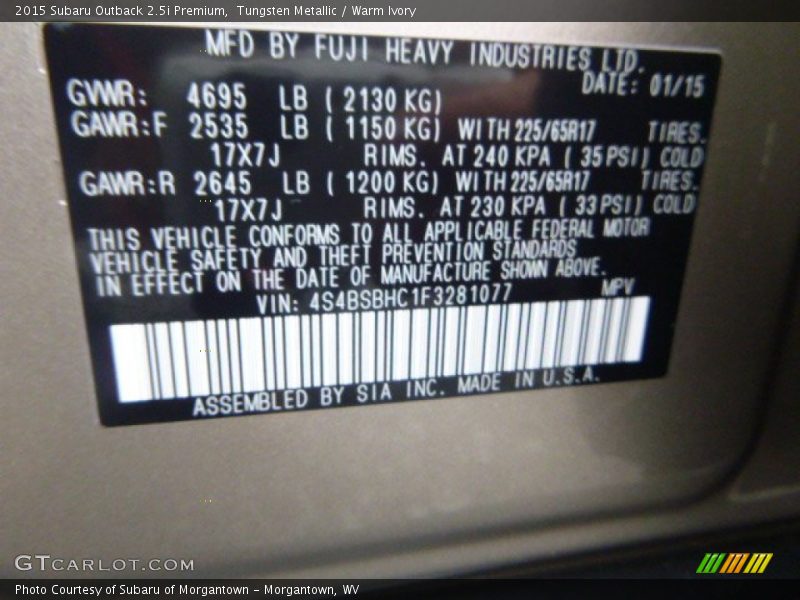 2015 Subaru Outback 2.5i Premium,  Tungsten Metallic / Warm Ivory
MFD BY FUJI HEAVY INDUSTRIES LTD.
DATE: 01/15
GVWR: 4695 LB ( 2130 KG)
GAWR:F 2535 LB ( 1150 KG) WITH 225/65R17 TIRES.
17X7J RIMS. AT 240 KPA ( 35 PSI) COLD
GAWR:R 2645 LB ( 1200 KG) WITH 225/65R17 TIRES.
17X7J RIMS. AT 230 KPA ( 33 PSI) COLD
THIS VEHICLE CONFORMS TO ALL APPLICABLE FEDERAL MOTOR
VEHICLE SAFETY AND THEFT PREVENTION STANDARDS
IN EFFECT ON THE DATE OF MANUFACTURE SHOWN ABOVE.
VIN: 4S4BSBHC1F3281077 MPV
ASSEMBLED BY SIA INC. MADE IN U.S.A.
GTCARLOT.COM
Photo Courtesy of Subaru of Morgantown - Morgantown, WV